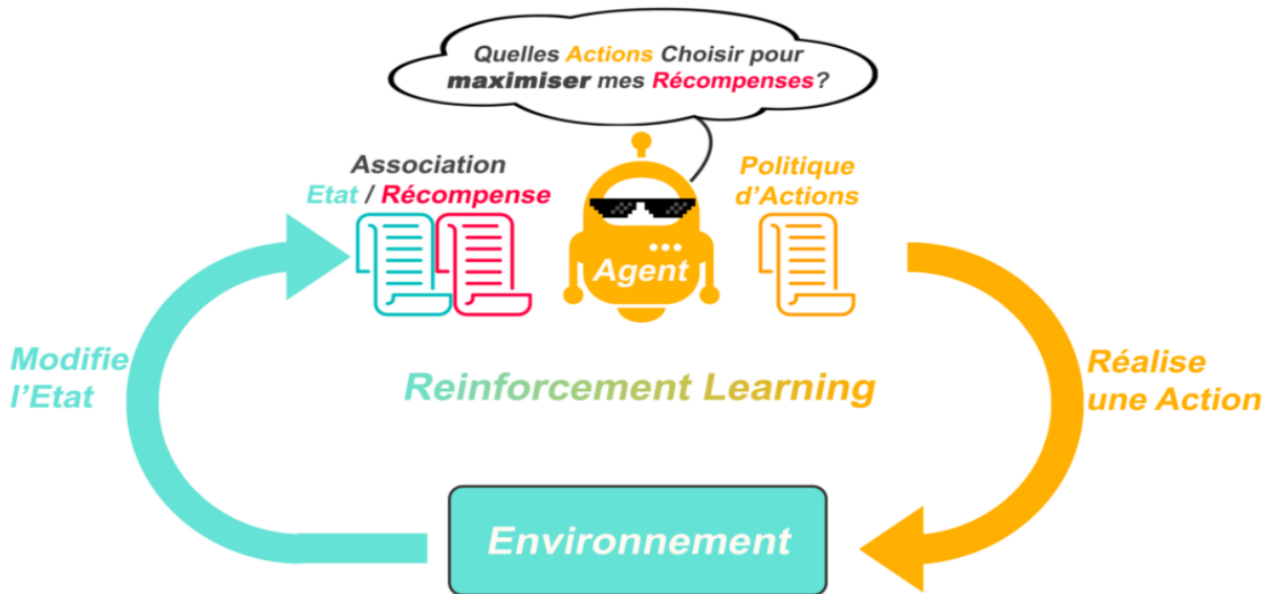 Quelles Actions Choisir pour
maximiser mes Récompenses?
Association
Etat / Récompense
Politique
d'Actions
Agent
Modifie
l'Etat
Reinforcement Learning
Réalise
une Action
Environnement